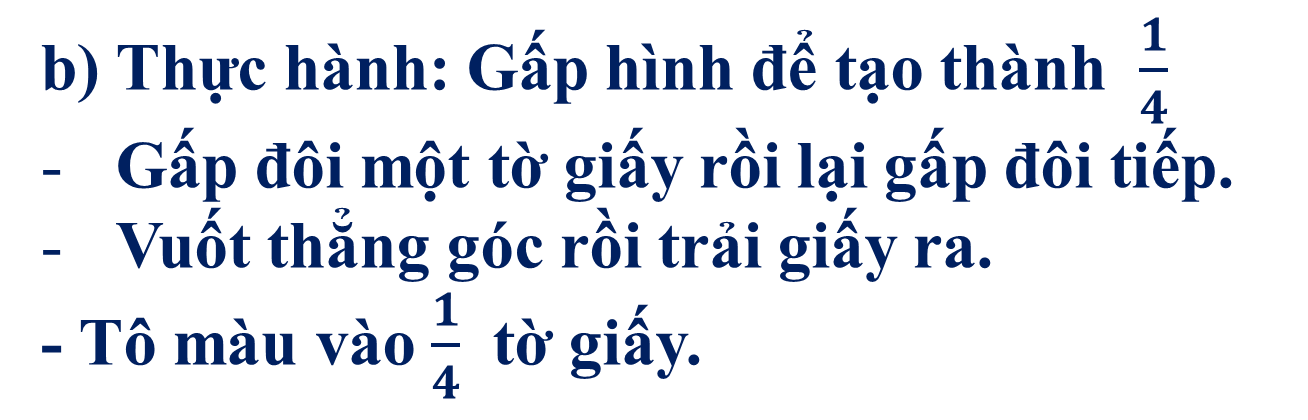 b) Thực hành: Gấp hình để tạo thành 1/4
- Gấp đôi một tờ giấy rồi lại gấp đôi tiếp.
- Vuốt thẳng góc rồi trải giấy ra.
- Tô màu vào 1/4 tờ giấy.